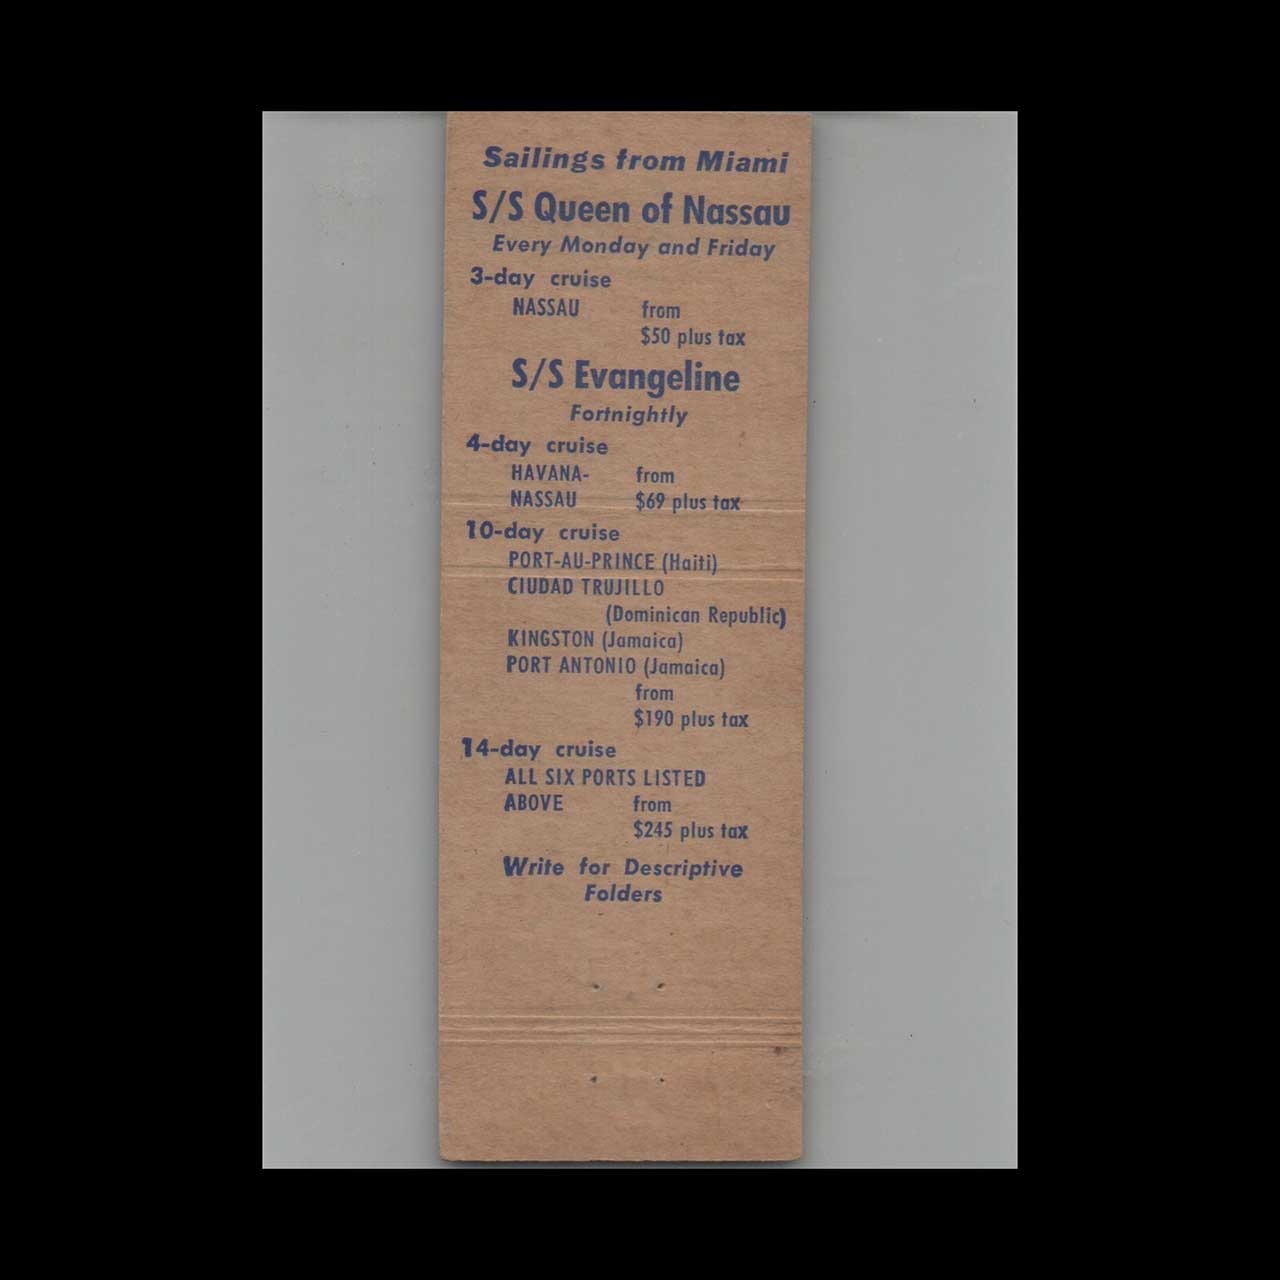 Sailings from Miami
S/S Queen of Nassau
Every Monday and Friday
3-day cruise
NASSAU from
$50 plus tax
S/S Evangeline
Fortnightly
4-day cruise
HAVANA- from
NASSAU $69 plus tax
10-day cruise
PORT-AU-PRINCE (Haiti)
CIUDAD TRUJILLO
(Dominican Republic)
KINGSTON (Jamaica)
PORT ANTONIO (Jamaica)
from
$190 plus tax
14-day cruise
ALL SIX PORTS LISTED
ABOVE from
$245 plus tax
Write for Descriptive
Folders